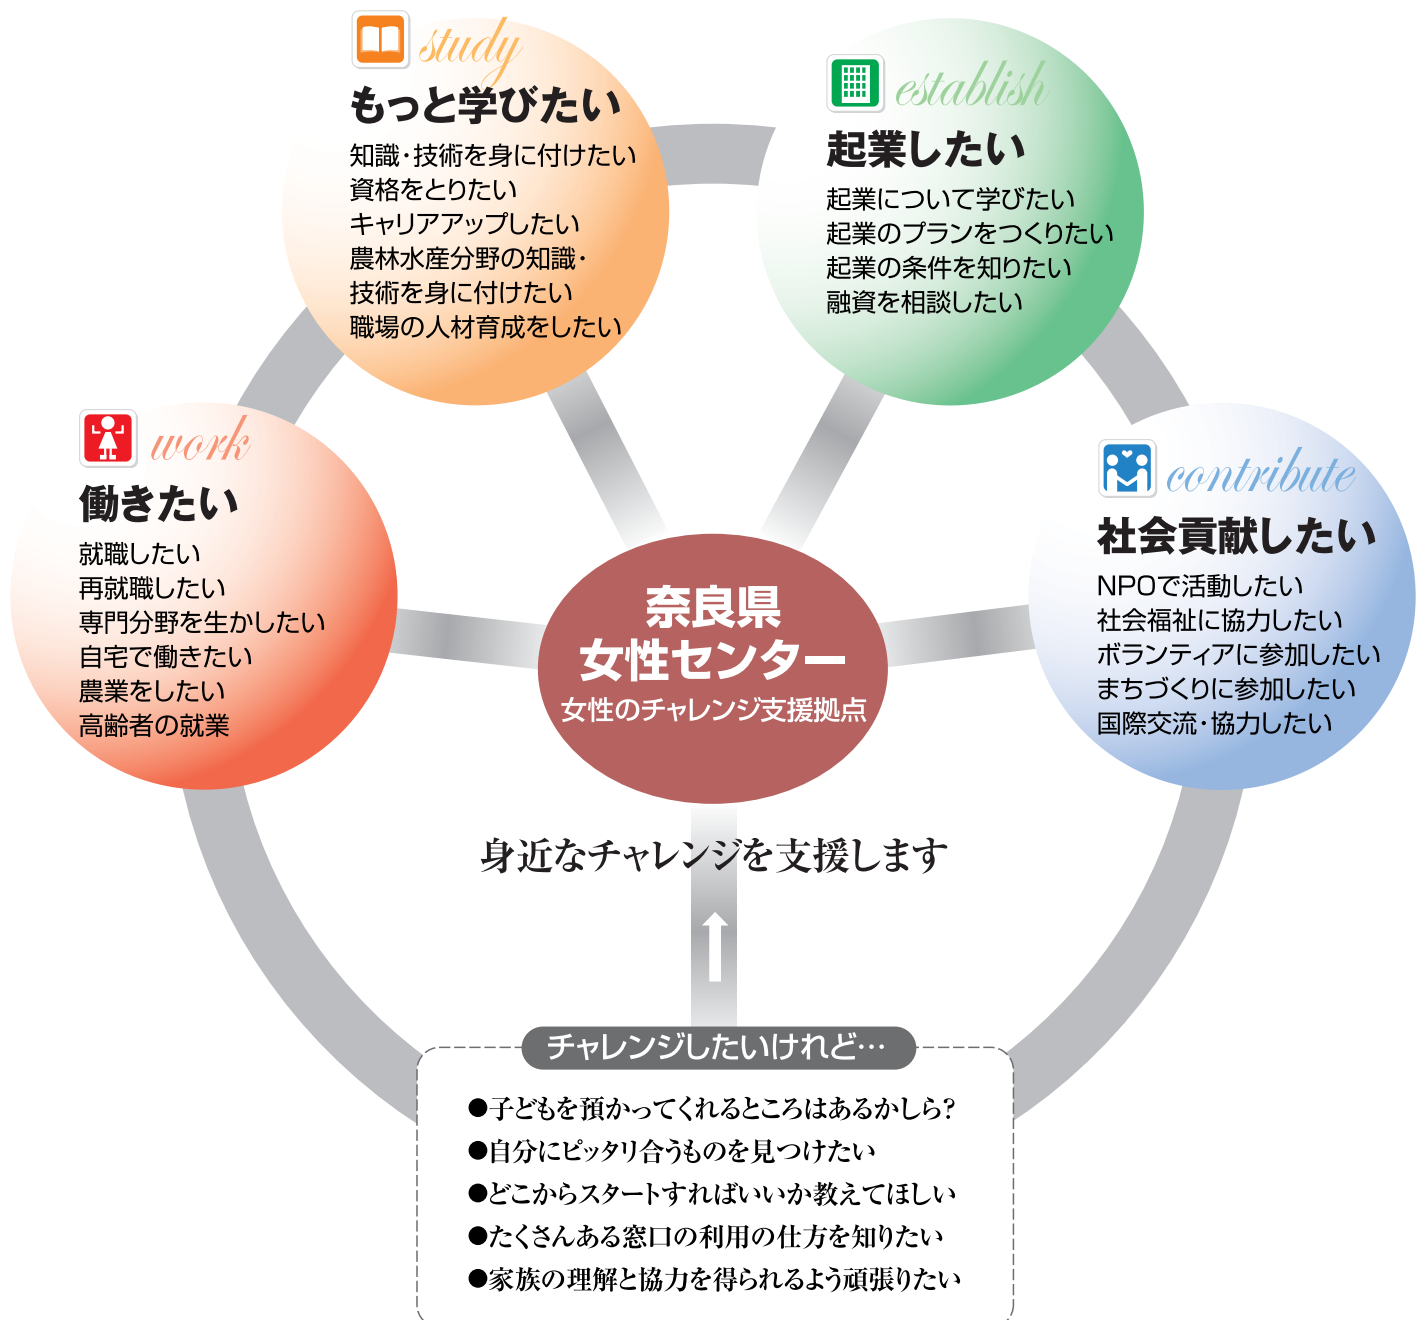 study
もっと学びたい
知識・技術を身に付けたい
資格をとりたい
キャリアアップしたい
農林水産分野の知識・
技術を身に付けたい
職場の人材育成をしたい
establish
起業したい
起業について学びたい
起業のプランをつくりたい
起業の条件を知りたい
融資を相談したい
work
働きたい
就職したい
再就職したい
専門分野を生かしたい
自宅で働きたい
農業をしたい
高齢者の就業
contribute
社会貢献したい
NPOで活動したい
社会福祉に協力したい
ボランティアに参加したい
まちづくりに参加したい
国際交流・協力したい
奈良県
女性センター
女性のチャレンジ支援拠点
身近なチャレンジを支援します
チャレンジしたいけれど…
●子どもを預かってくれるところはあるかしら?
●自分にピッタリ合うものを見つけたい
●どこからスタートすればいいか教えてほしい
●たくさんある窓口の利用の仕方を知りたい
●家族の理解と協力を得られるよう頑張りたい